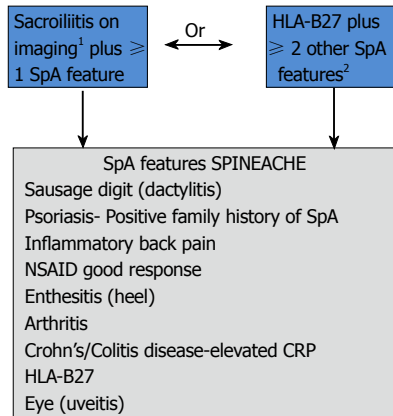 Sacroiliitis on
imaging¹ plus ≥
1 SpA feature
Or
HLA-B27 plus
≥ 2 other SpA
features²
SpA features SPINEACHE
Sausage digit (dactylitis)
Psoriasis- Positive family history of SpA
Inflammatory back pain
NSAID good response
Enthesitis (heel)
Arthritis
Crohn’s/Colitis disease-elevated CRP
HLA-B27
Eye (uveitis)